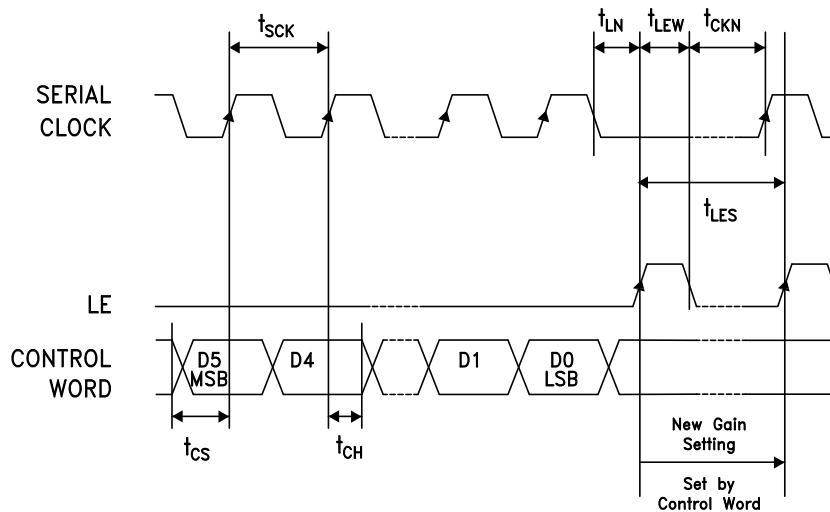 tSCK
tLN
tLEW
tCKN
SERIAL
CLOCK
tLES
LE
CONTROL
WORD
D5
MSB
D4
D1
D0
LSB
tCS
tCH
New Gain
Setting
Set by
Control Word